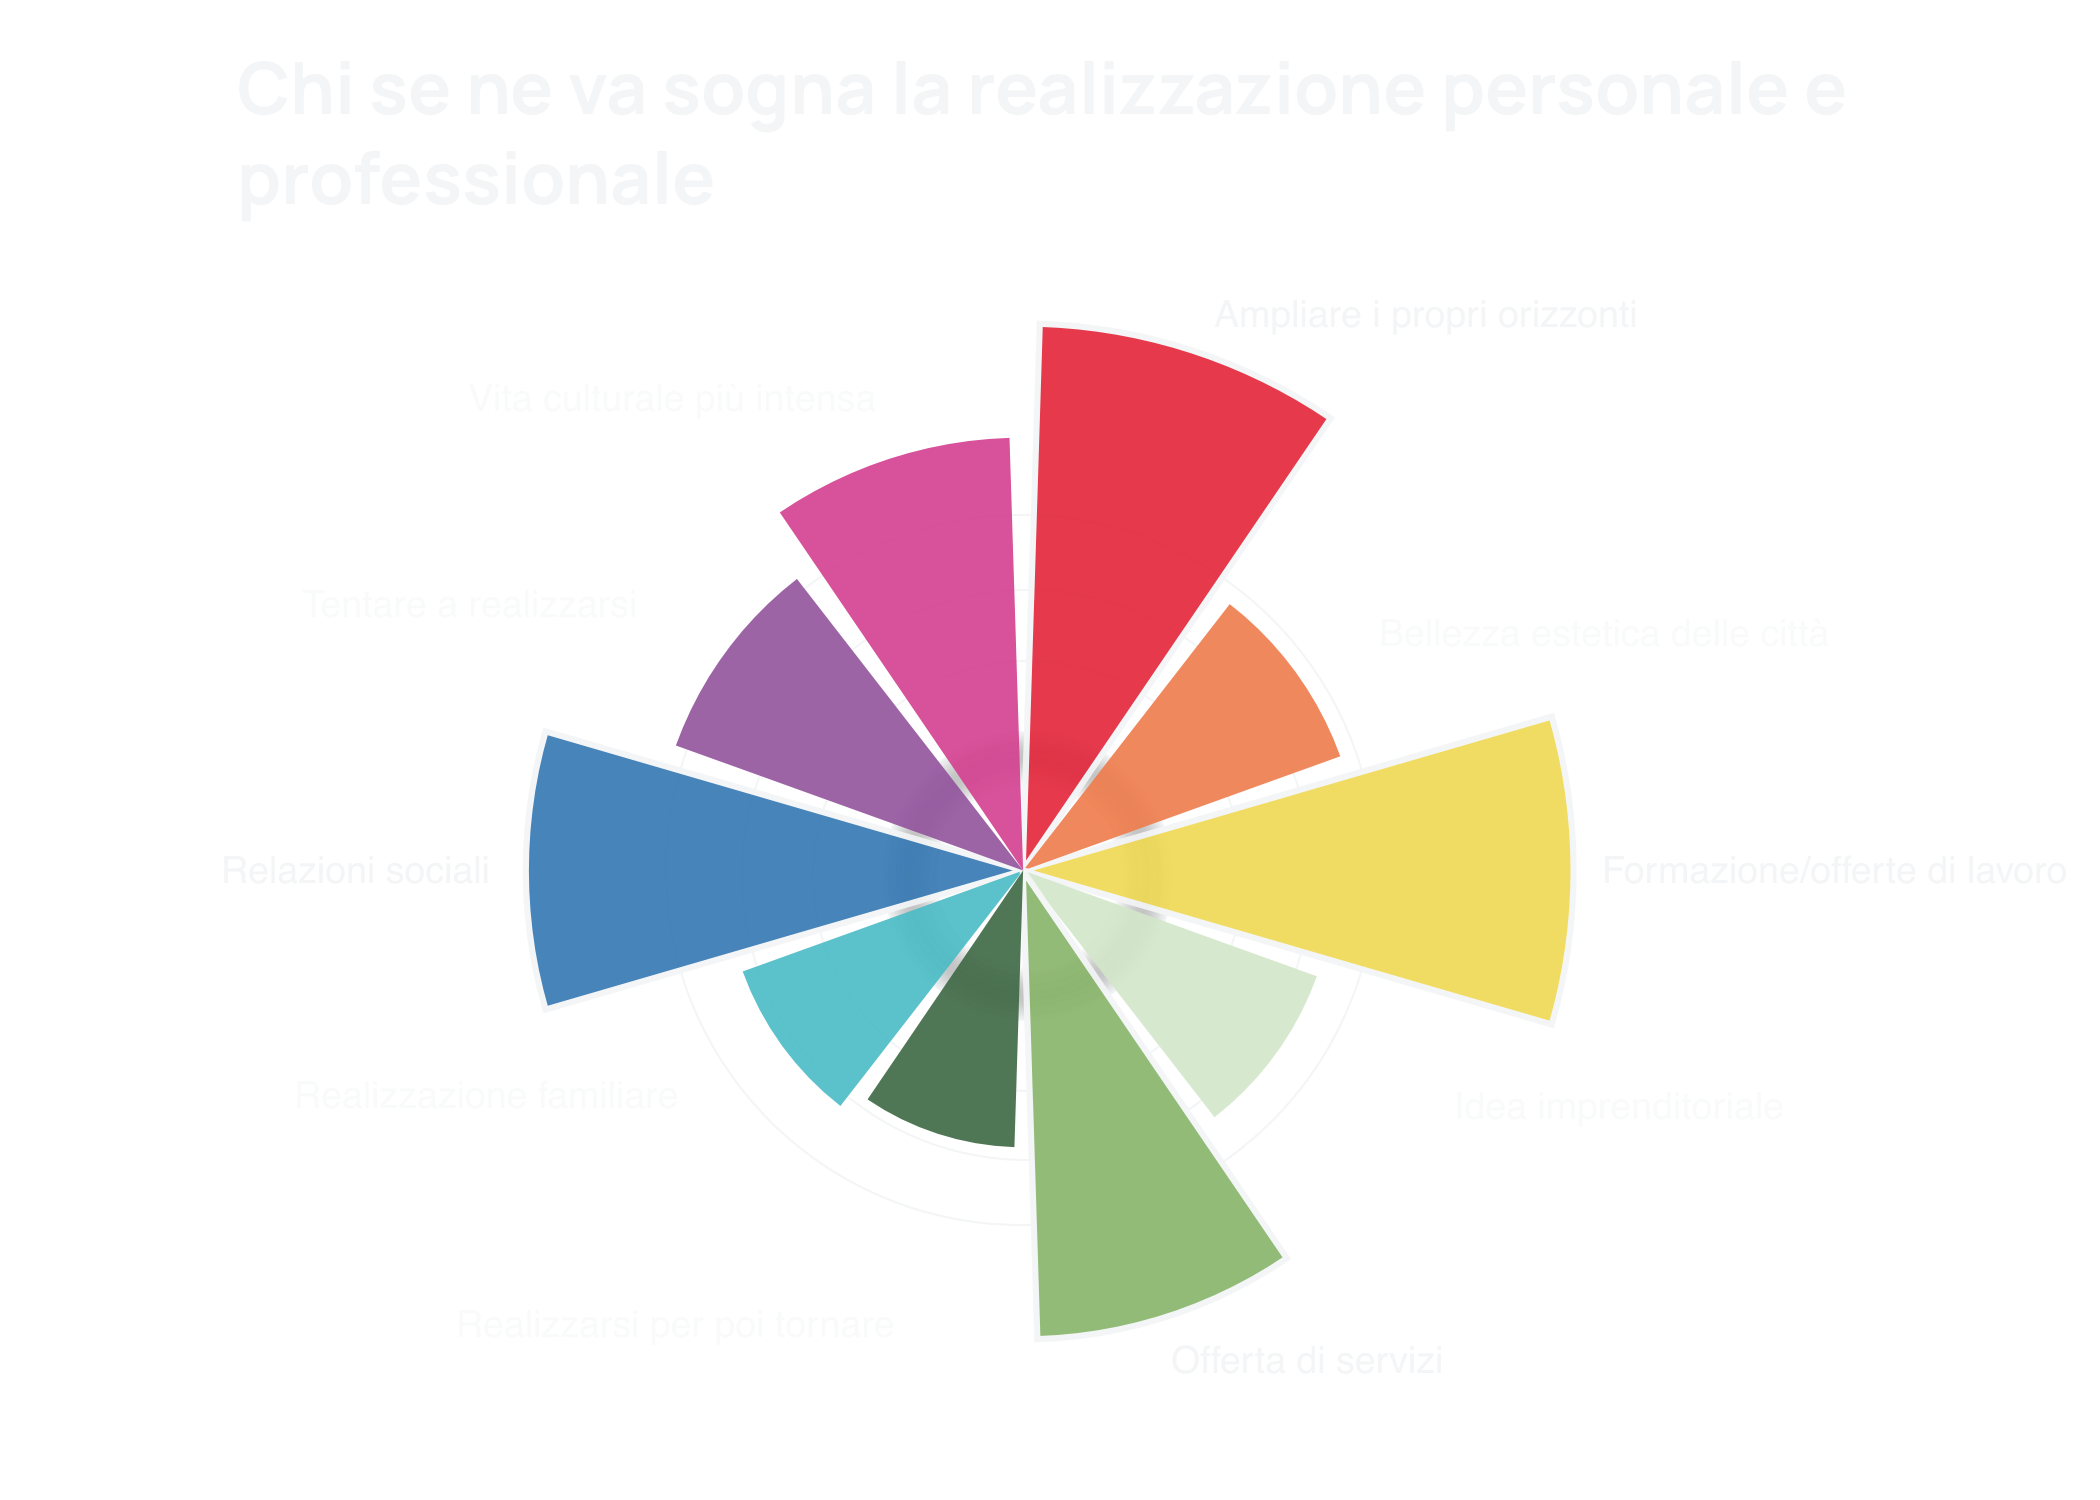 Chi se ne va sogna la realizzazione personale e
professionale
Ampliare i propri orizzonti
Vita culturale più intensa
Tentare a realizzarsi
Bellezza estetica delle città
Relazioni sociali
Formazione/offerte di lavoro
Realizzazione familiare
Idea imprenditoriale
Realizzarsi per poi tornare
Offerta di servizi